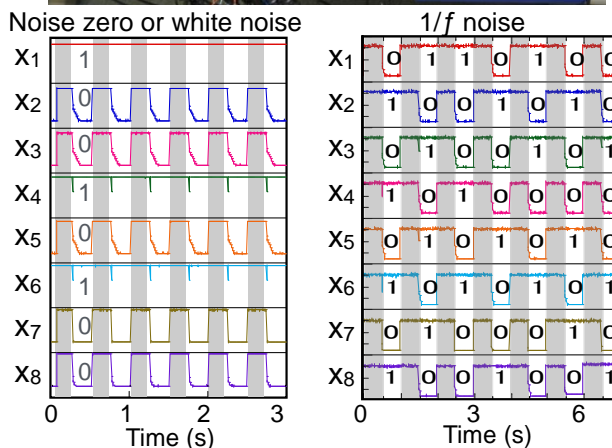 Noise zero or white noise 1/f noise
x1 1 x1 0 1 1 0 1 0 0
x2 0 x2 1 0 0 1 0 1 0
x3 0 x3 0 1 0 0 1 0 1
x4 1 x4 1 0 1 0 0 0 0
x5 0 x5 0 1 0 1 0 1 0
x6 1 x6 1 0 1 0 1 0 1
x7 0 x7 0 1 0 0 0 1 0
x8 0 x8 1 0 0 1 0 0 1
0 1 2 3 0 3 6
Time (s) Time (s)